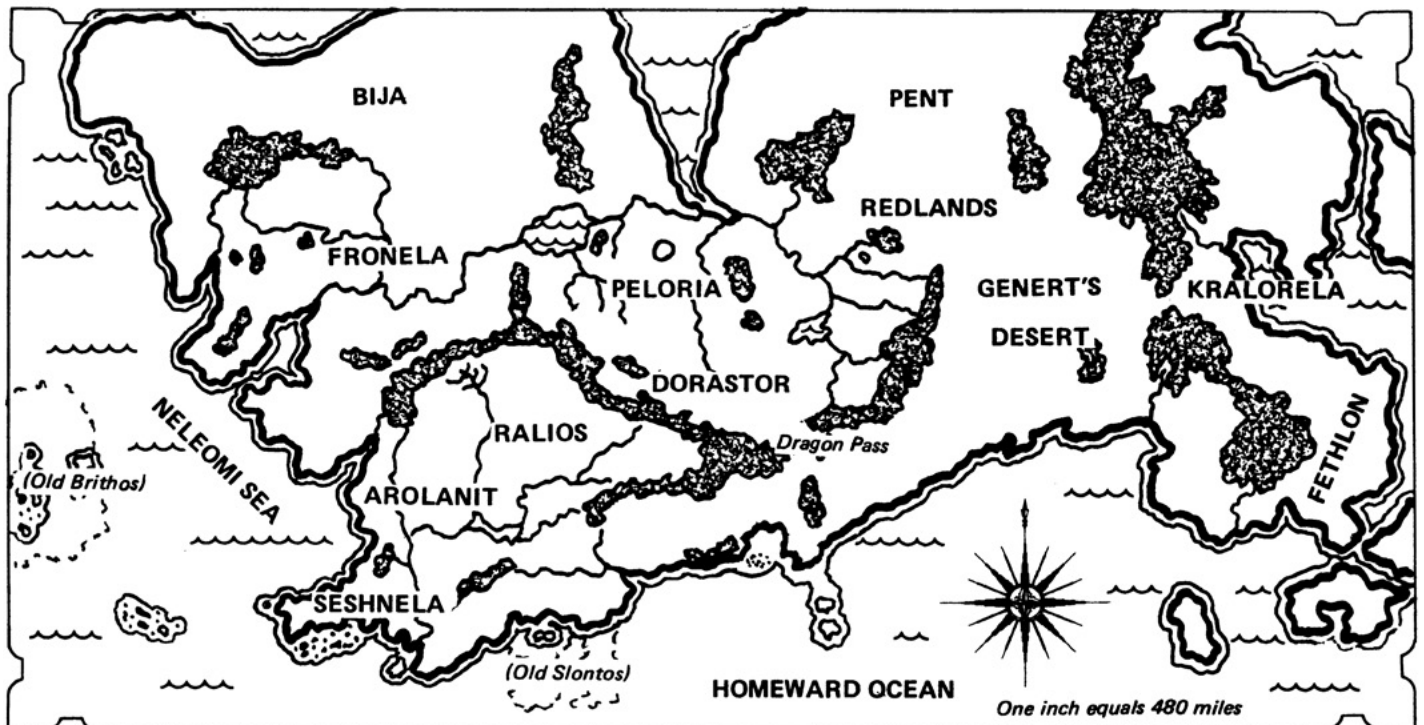 BIJA
PENT
REDLANDS
FRONELA
PELORIA
GENERT'S
DESERT
KRALORELA
DORASTOR
NELEOMI SEA
RALIOS
Dragon Pass
(Old Brithos)
AROLANIT
FETHLON
SESHNELA
(Old Slontos)
HOMEWARD OCEAN
One inch equals 480 miles